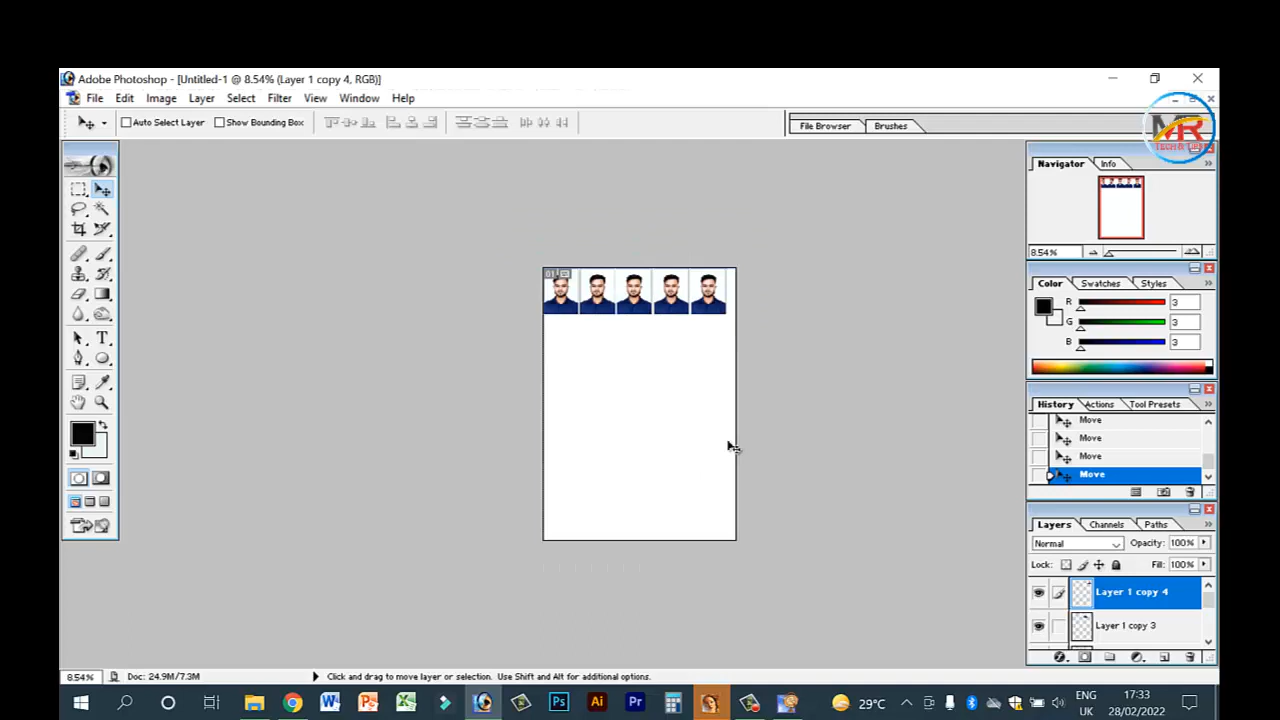 Adobe Photoshop - [Untitled-1 @ 8.54% (Layer 1 copy 4, RGB)]
File Edit Image Layer Select Filter View Window Help
Auto Select Layer Show Bounding Box File Browser Brushes
MR
TECH & TIPS
Navigator Info
8.54%
Color Swatches Styles
R 3
G 3
B 3
01
History Actions Tool Presets
Move
Move
Move
Move
Layers Channels Paths
Normal Opacity: 100%
Lock: Fill: 100%
Layer 1 copy 4
Layer 1 copy 3
8.54% Doc: 24.9M/7.3M Click and drag to move layer or selection. Use Shift and Alt for additional options.
29°C ENG 17:33
UK 28/02/2022